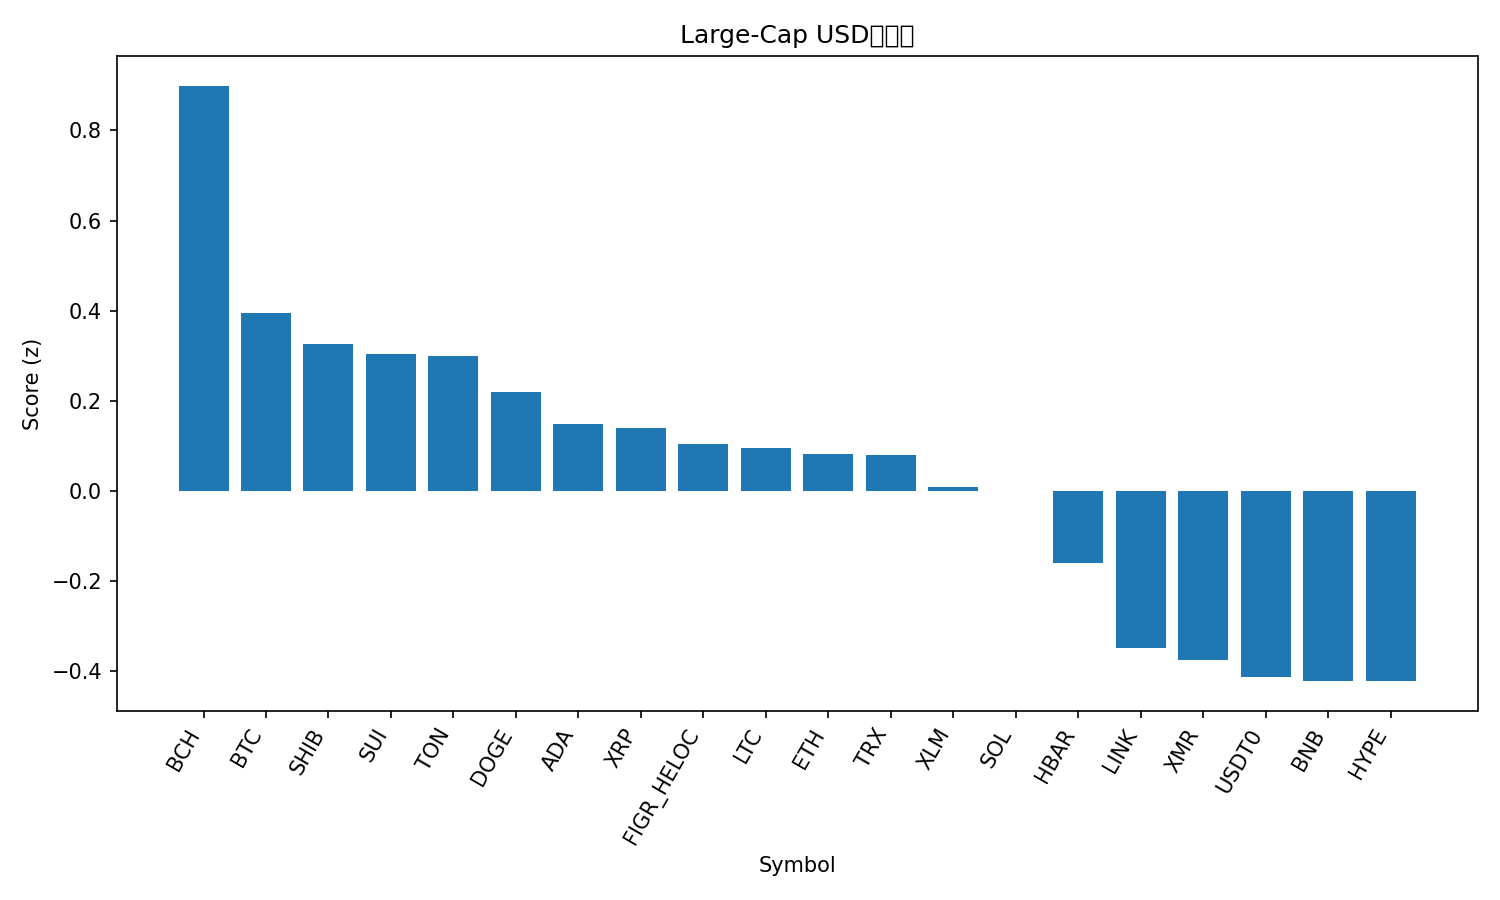 Large-Cap USD
Score (z)
0.8
0.6
0.4
0.2
0.0
−0.2
−0.4
BCH
BTC
SHIB
SUI
TON
DOGE
ADA
XRP
FIGR_HELOC
LTC
ETH
TRX
XLM
SOL
HBAR
LINK
XMR
USDT0
BNB
HYPE
Symbol